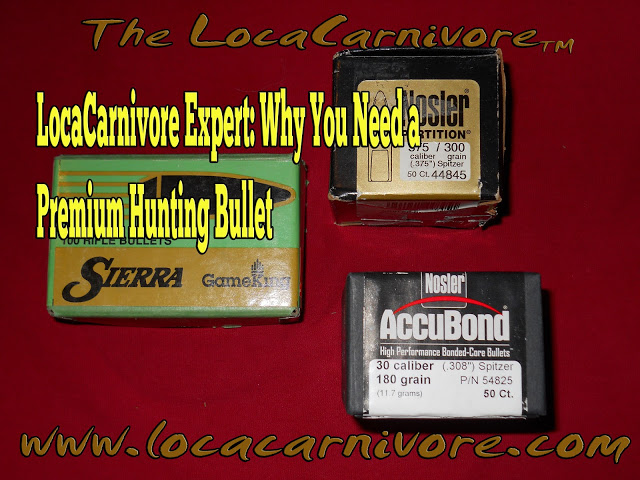 The LocaCarnivore™
LocaCarnivore Expert: Why You Need a
Premium Hunting Bullet
Nosler
PARTITION®
375 / 300
caliber grain
(.375") Spitzer
50 Ct. 44845
100 RIFLE BULLETS
SIERRA GameKing
Nosler
AccuBond®
High Performance Bonded-Core Bullets™
30 caliber (.308") Spitzer
180 grain P/N 54825
(11.7 grams) 50 Ct.
www.locacarnivore.com